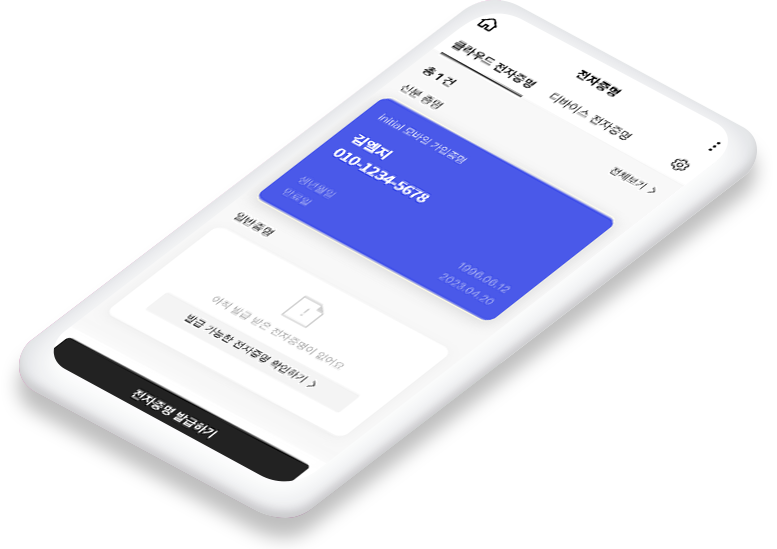 전자증명
클라우드 전자증명
디바이스 전자증명
총 1 건
신분 증명
전체보기
initial 모바일 가입증명
김엠지
010-1234-5678
생년월일
1996.06.12
만료일
2023.04.20
일반증명
아직 발급 받은 전자증명이 없어요
발급 가능한 전자증명 확인하기
전자증명 발급하기